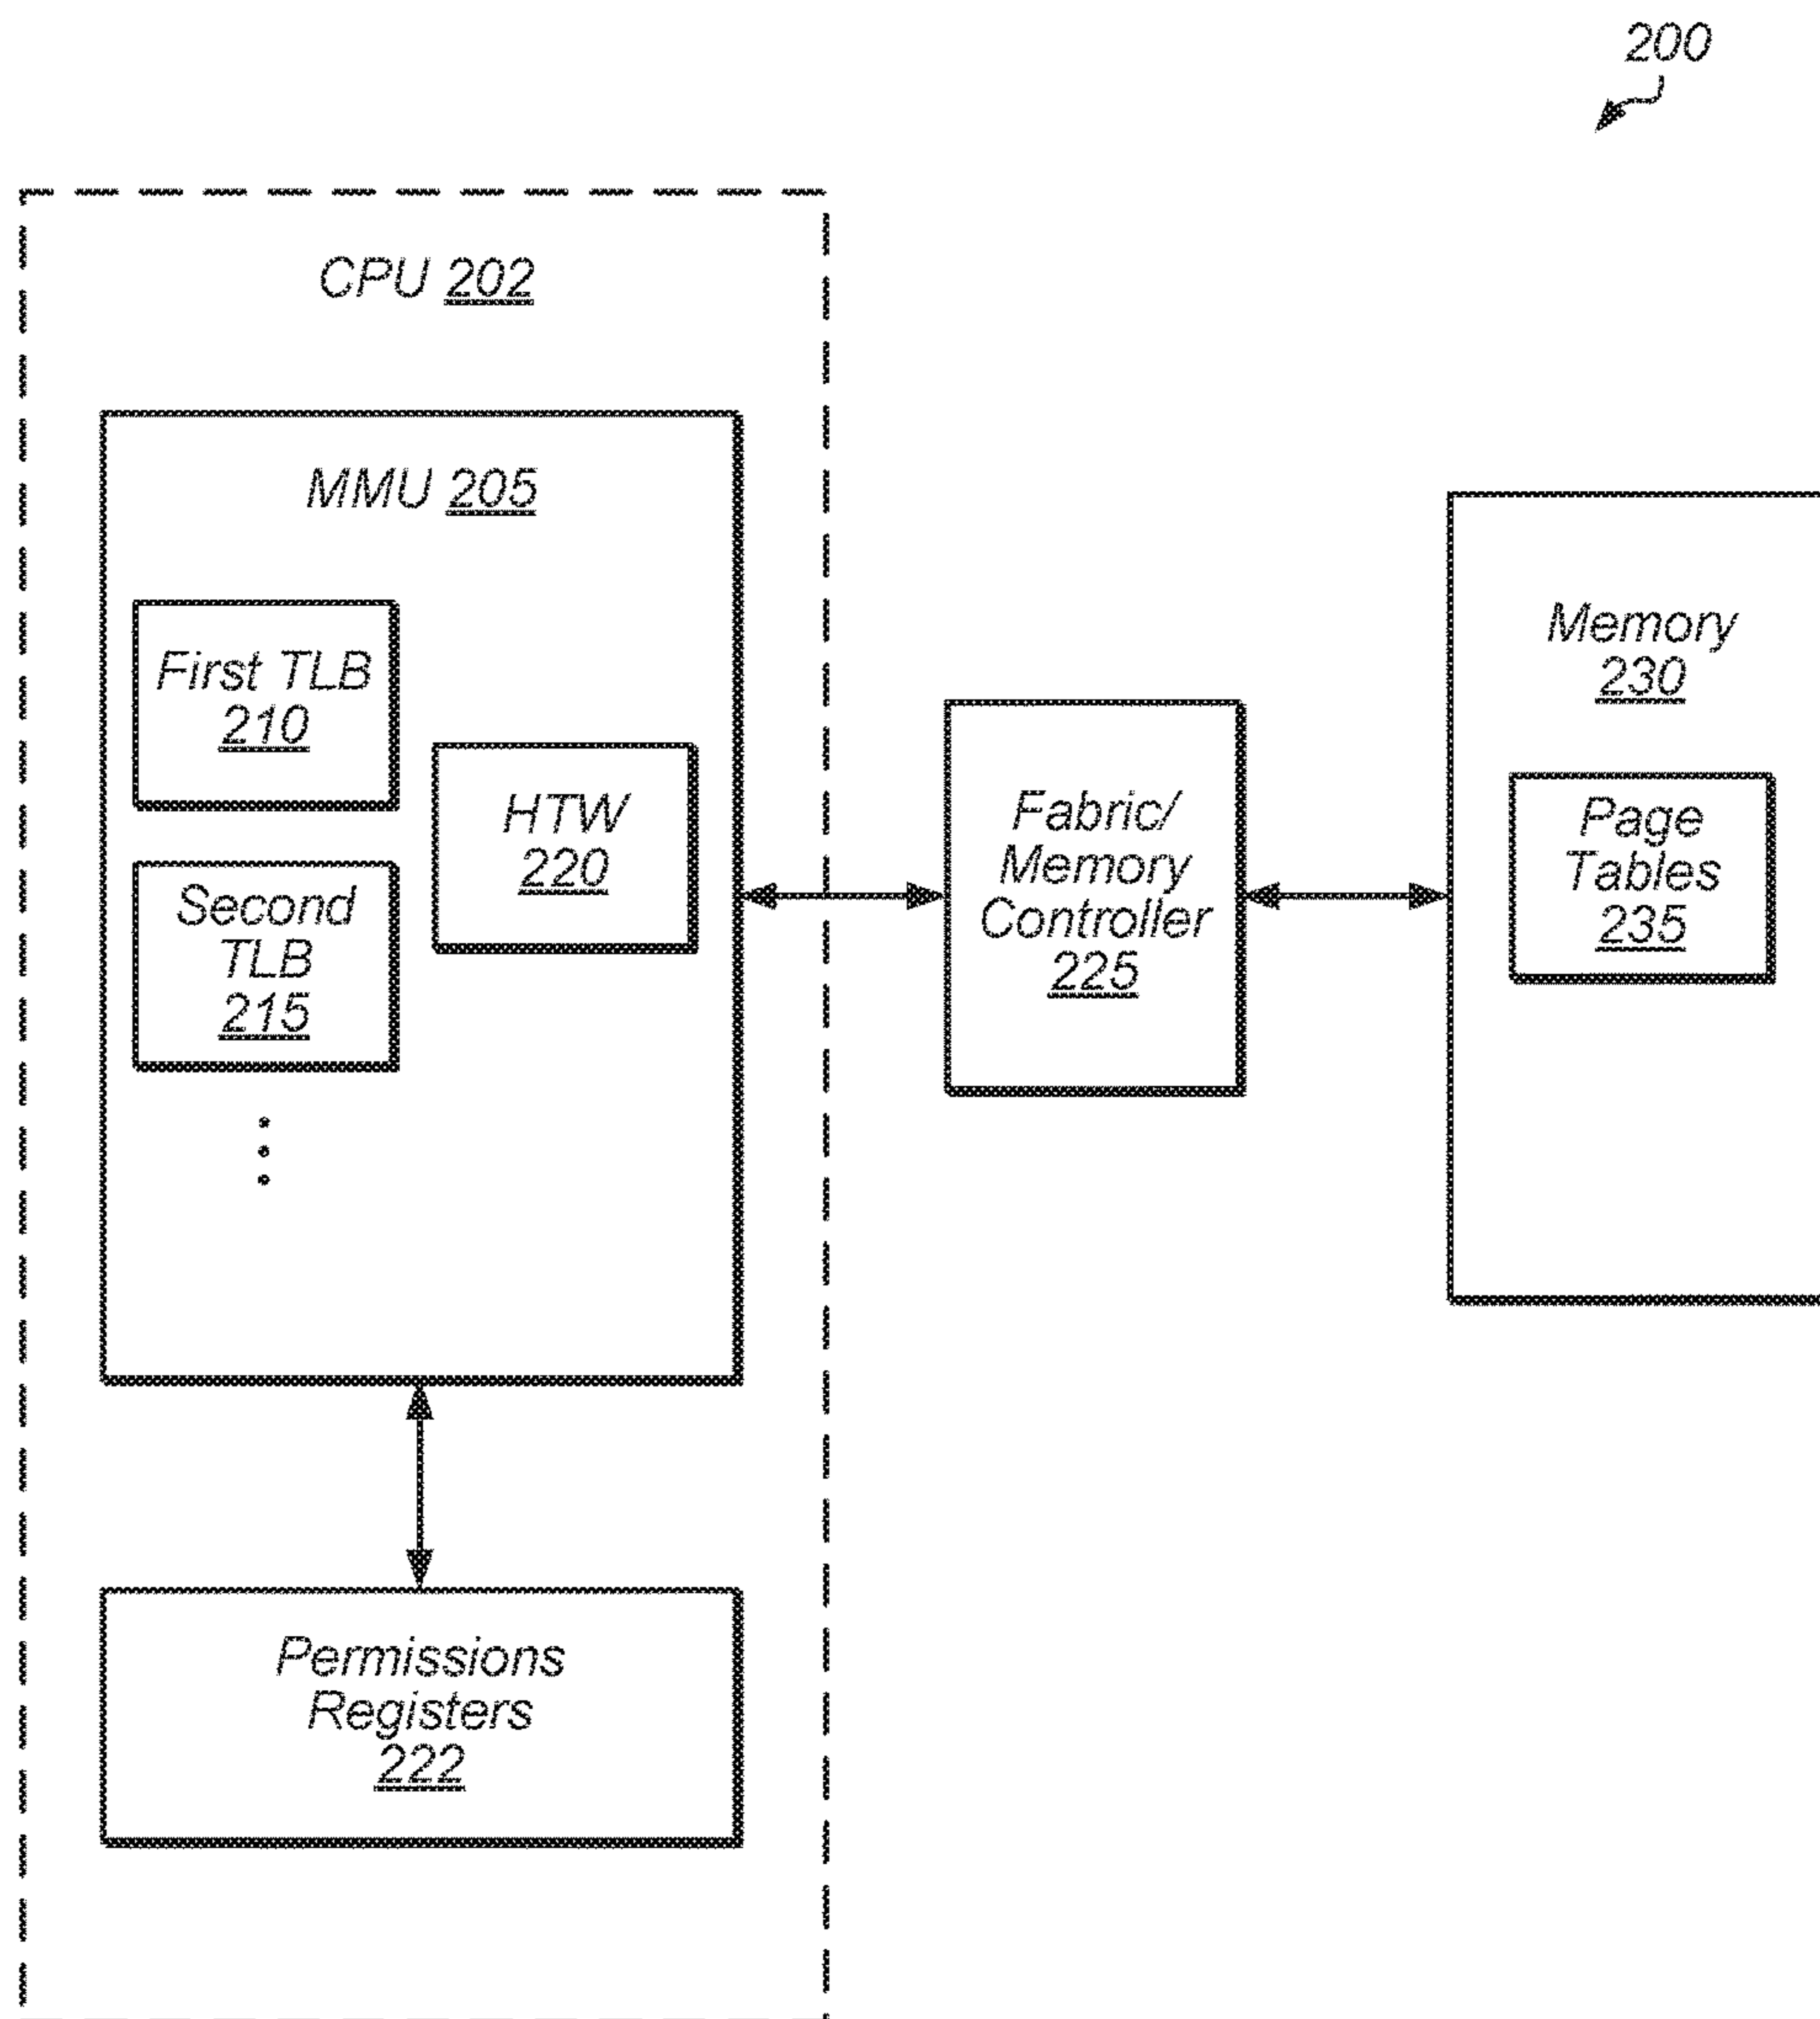 200
CPU 202
MMU 205
First TLB
210
HTW
220
Second
TLB
215
Permissions
Registers
222
Fabric/
Memory
Controller
225
Memory
230
Page
Tables
235